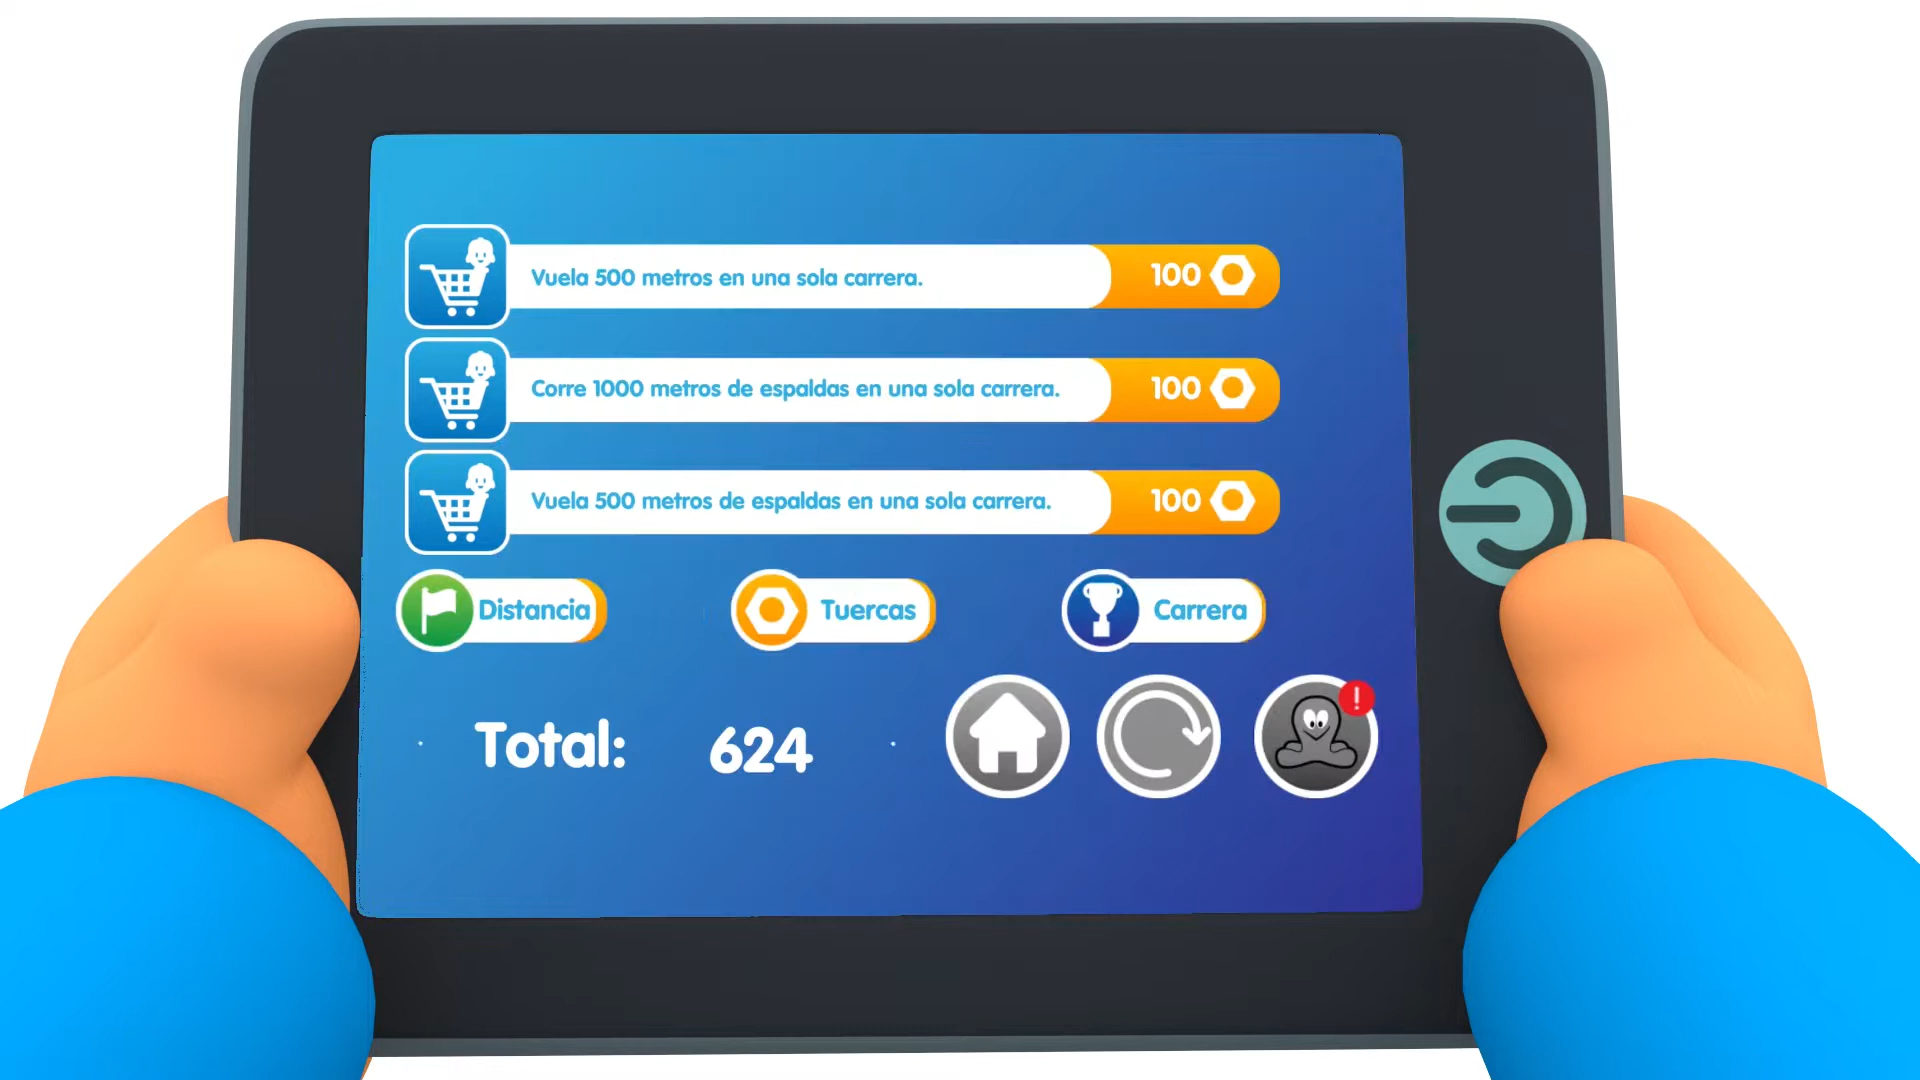 Vuela 500 metros en una sola carrera.
100
Corre 1000 metros de espaldas en una sola carrera.
100
Vuela 500 metros de espaldas en una sola carrera.
100
Distancia
Tuercas
Carrera
!
Total: 624